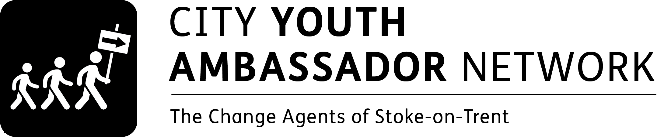 CITY YOUTH
AMBASSADOR NETWORK
The Change Agents of Stoke-on-Trent